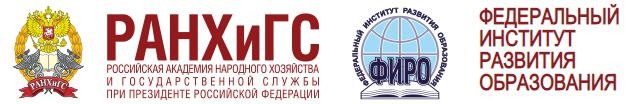 РАНХиГС
РАНХиГС
РОССИЙСКАЯ АКАДЕМИЯ НАРОДНОГО ХОЗЯЙСТВА
И ГОСУДАРСТВЕННОЙ СЛУЖБЫ
ПРИ ПРЕЗИДЕНТЕ РОССИЙСКОЙ ФЕДЕРАЦИИ
ФЕДЕРАЛЬНЫЙ ИНСТИТУТ РАЗВИТИЯ ОБРАЗОВАНИЯ
ФИРО
ФЕДЕРАЛЬНЫЙ
ИНСТИТУТ
РАЗВИТИЯ
ОБРАЗОВАНИЯ